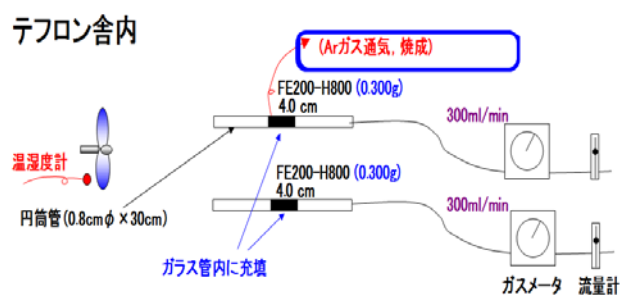 テフロン舎内
(Arガス通気, 焼成)
FE200-H800 (0.300g)
4.0 cm
300ml/min
温湿度計
FE200-H800 (0.300g)
4.0 cm
300ml/min
円筒管(0.8cmφ×30cm)
ガラス管内に充填
ガスメータ 流量計